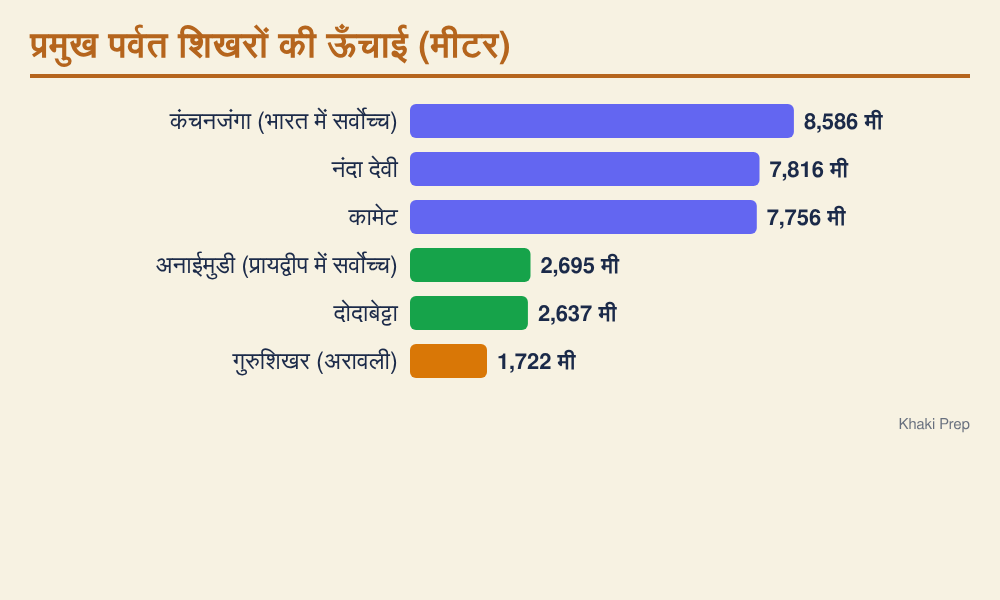 प्रमुख पर्वत शिखरों की ऊँचाई (मीटर)
कंचनजंगा (भारत में सर्वोच्च) 8,586 मी
नंदा देवी 7,816 मी
कामेट 7,756 मी
अनाईमुडी (प्रायद्वीप में सर्वोच्च) 2,695 मी
दोदाबेट्टा 2,637 मी
गुरुशिखर (अरावली) 1,722 मी
Khaki Prep